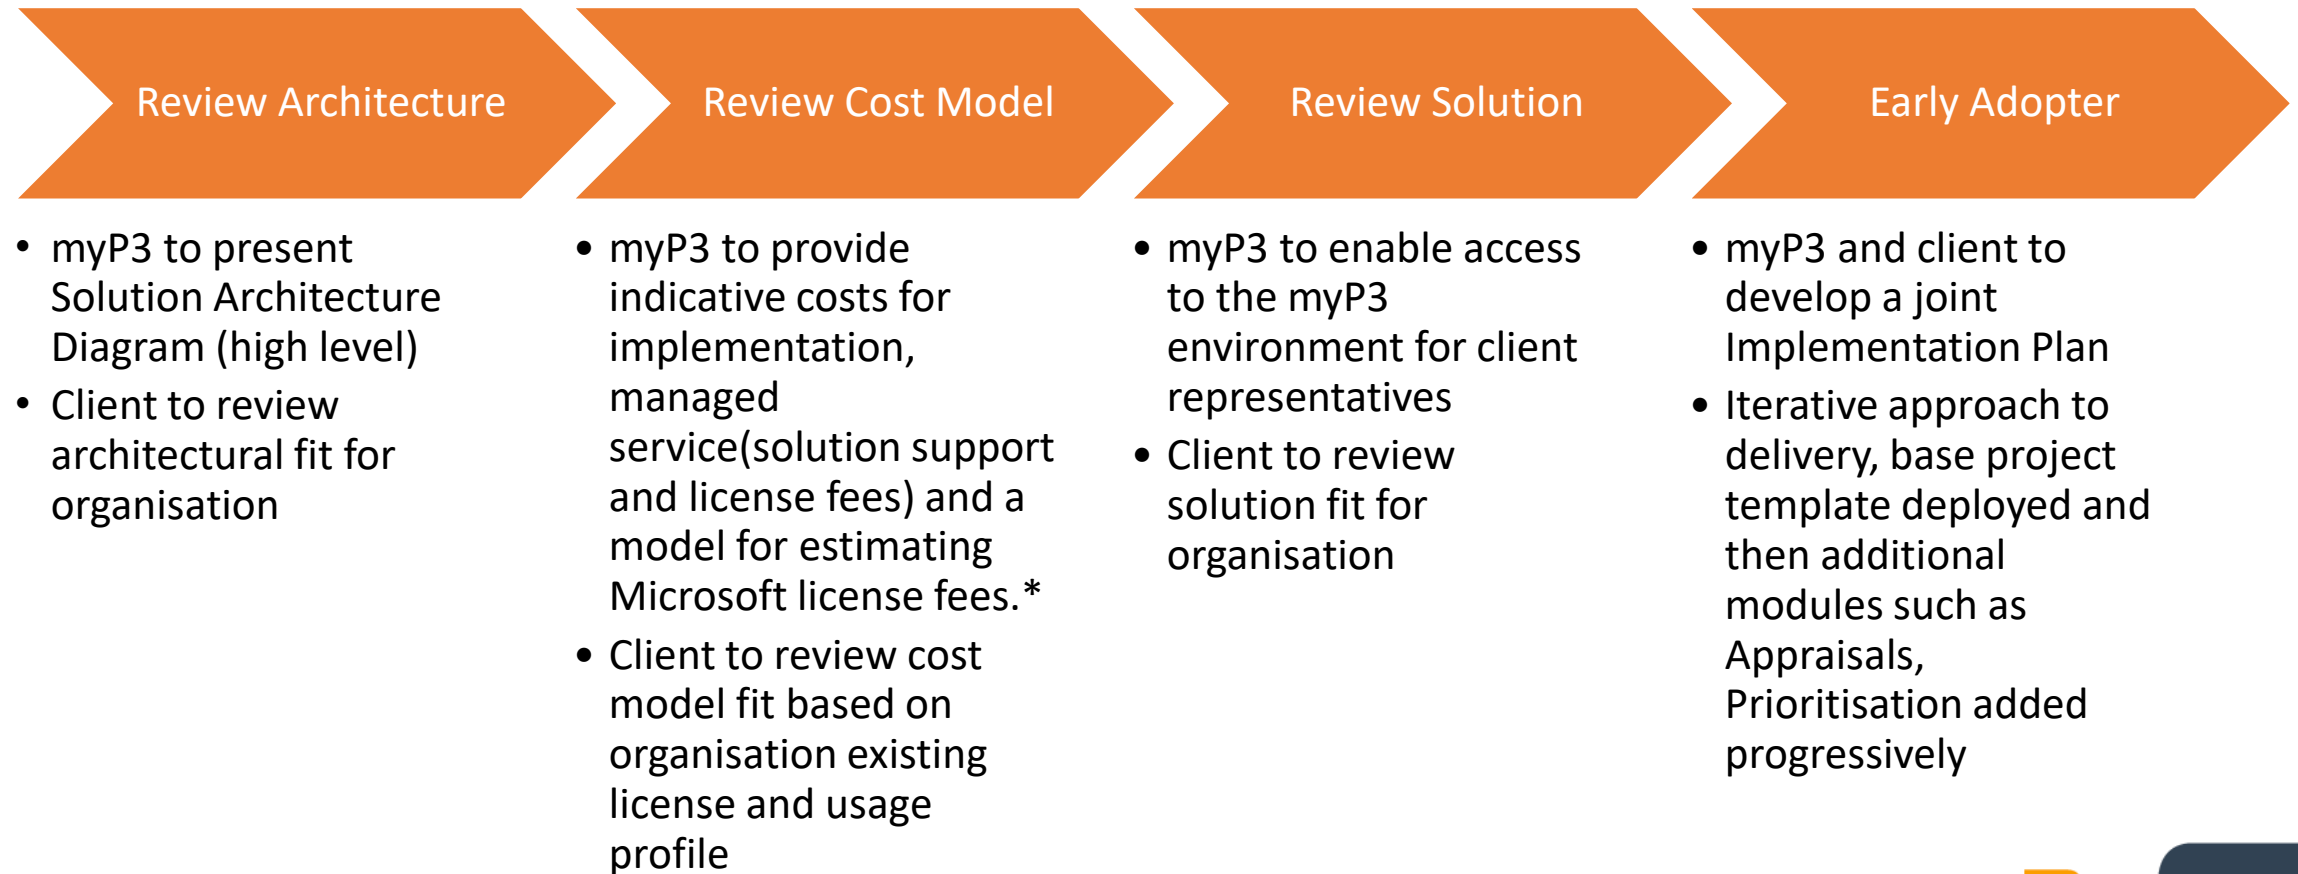 Review Architecture
Review Cost Model
Review Solution
Early Adopter
• myP3 to present
Solution Architecture
Diagram (high level)
• Client to review
architectural fit for
organisation
• myP3 to provide
indicative costs for
implementation,
managed
service(solution support
and license fees) and a
model for estimating
Microsoft license fees.*
• Client to review cost
model fit based on
organisation existing
license and usage
profile
• myP3 to enable access
to the myP3
environment for client
representatives
• Client to review
solution fit for
organisation
• myP3 and client to
develop a joint
Implementation Plan
• Iterative approach to
delivery, base project
template deployed and
then additional
modules such as
Appraisals,
Prioritisation added
progressively